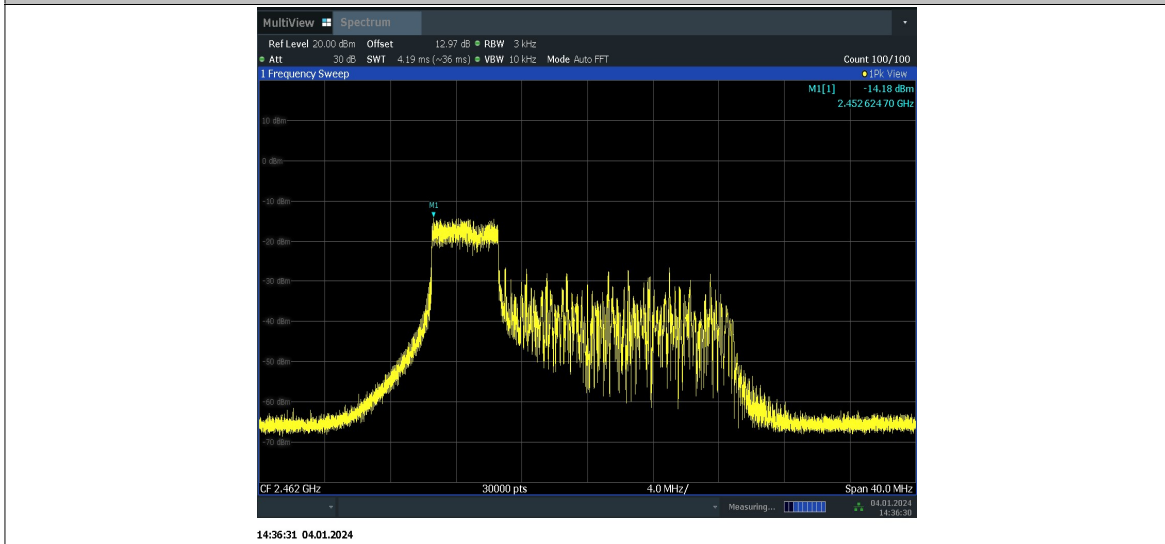 MultiView Spectrum
Ref Level 20.00 dBm Offset 12.97 dB RBW 3 kHz
Att 30 dB SWT 4.19 ms (~36 ms) VBW 10 kHz Mode Auto FFT Count 100/100
1 Frequency Sweep 1Pk View
M1[1] -14.18 dBm
2.452 624 70 GHz
10 dBm
0 dBm
M1
-10 dBm
-20 dBm
-30 dBm
-40 dBm
-50 dBm
-60 dBm
-70 dBm
CF 2.462 GHz 30000 pts 4.0 MHz/ Span 40.0 MHz
Measuring... 04.01.2024
14:36:30
14:36:31 04.01.2024